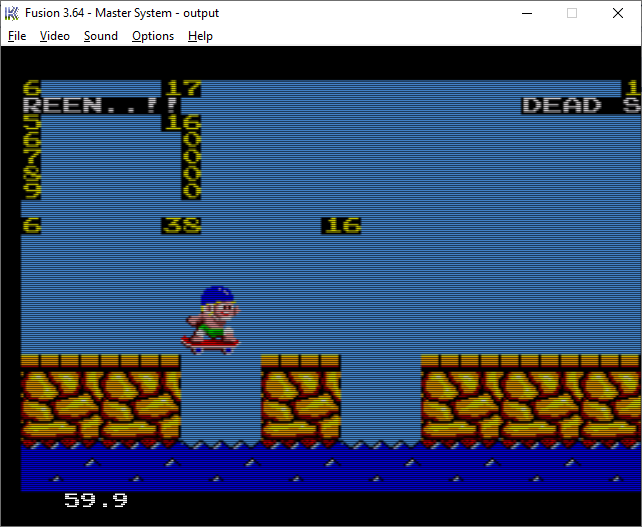 Fusion 3.64 - Master System - output
File Video Sound Options Help
6 17 1
REEN..!! DEAD S
5 16
6 0
7 0
8 0
9 0
6 38 16
59.9